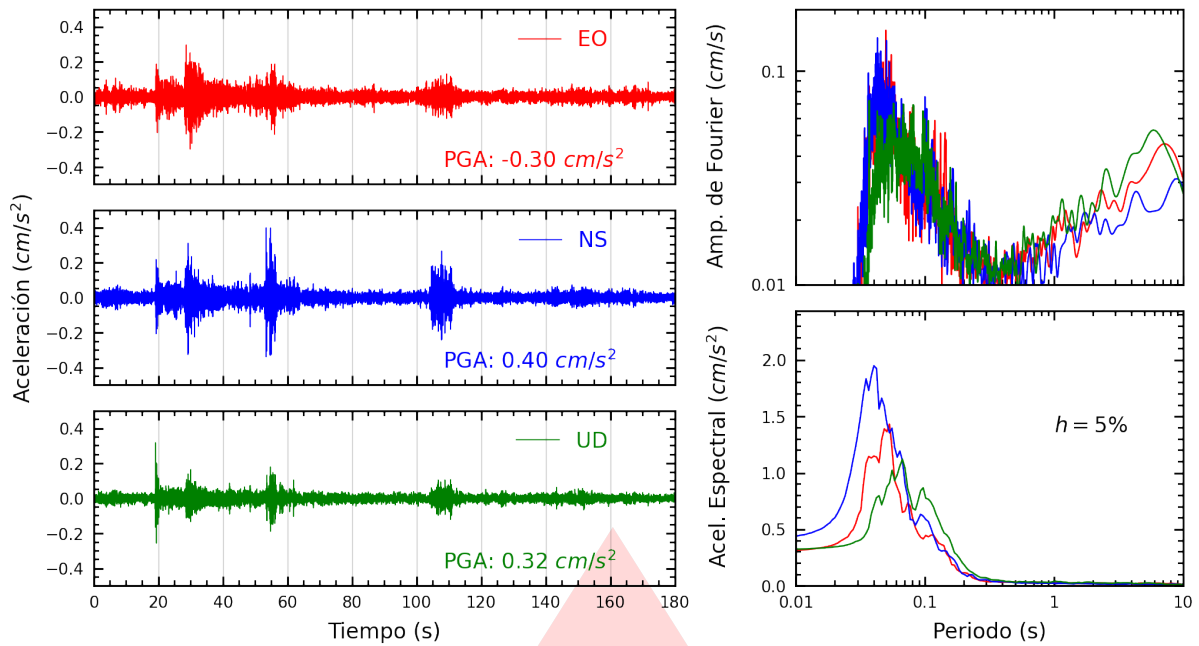 Aceleración (cm/s²)
0.4
0.2
0.0
−0.2
−0.4
EO
PGA: -0.30 cm/s²
0.4
0.2
0.0
−0.2
−0.4
NS
PGA: 0.40 cm/s²
0.4
0.2
0.0
−0.2
−0.4
UD
PGA: 0.32 cm/s²
0 20 40 60 80 100 120 140 160 180
Tiempo (s)
Amp. de Fourier (cm/s)
0.1
0.01
Acel. Espectral (cm/s²)
2.0
1.5
1.0
0.5
0.0
h = 5%
0.01 0.1 1 10
Periodo (s)